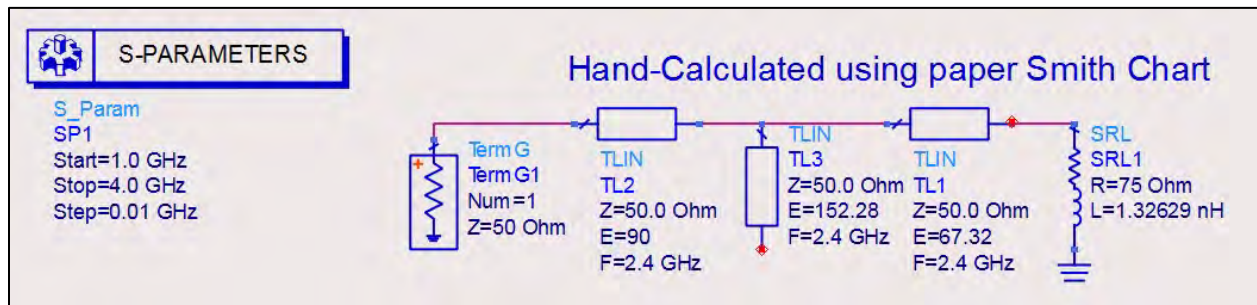 S-PARAMETERS
Hand-Calculated using paper Smith Chart
S_Param
SP1
Start=1.0 GHz
Stop=4.0 GHz
Step=0.01 GHz
+
TermG
TermG1
Num=1
Z=50 Ohm
TLIN
TL2
Z=50.0 Ohm
E=90
F=2.4 GHz
TLIN
TL3
Z=50.0 Ohm
E=152.28
F=2.4 GHz
TLIN
TL1
Z=50.0 Ohm
E=67.32
F=2.4 GHz
SRL
SRL1
R=75 Ohm
L=1.32629 nH